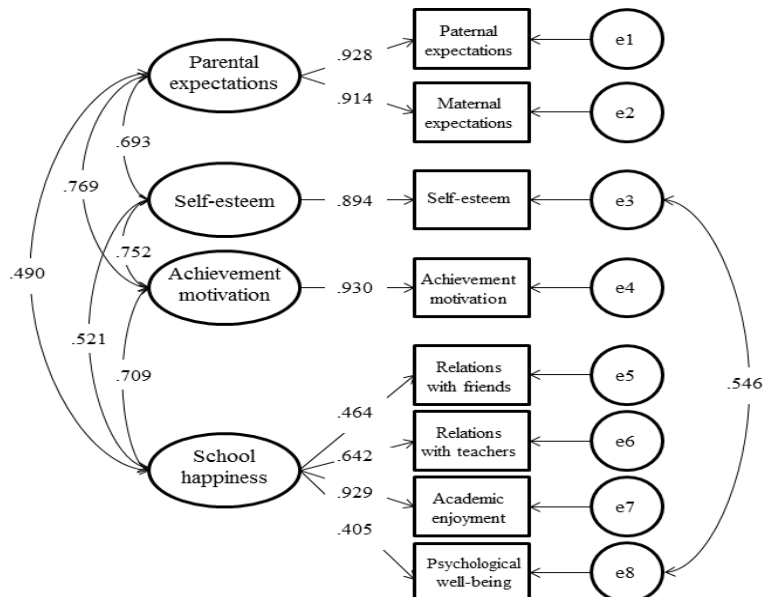 Parental
expectations
.928
.914
Paternal
expectations
e1
Maternal
expectations
e2
.693
.769
Self-esteem
.894
Self-esteem
e3
.752
.490
Achievement
motivation
.930
Achievement
motivation
e4
.521
.709
.546
School
happiness
.464
.642
.929
.405
Relations
with friends
e5
Relations
with teachers
e6
Academic
enjoyment
e7
Psychological
well-being
e8